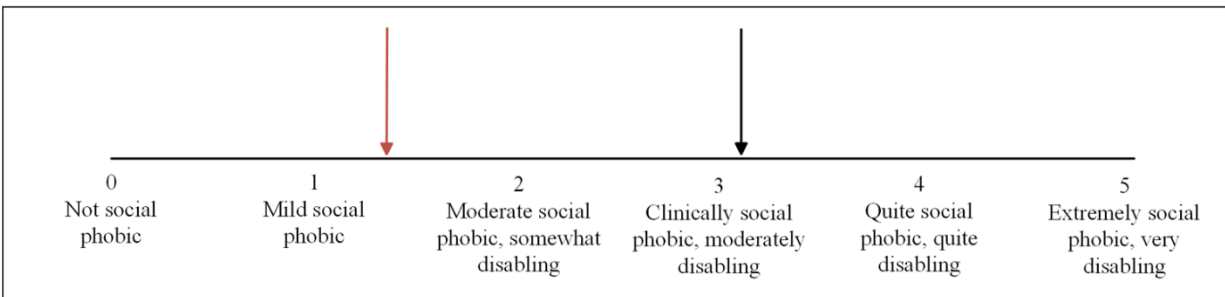 0
Not social
phobic
1
Mild social
phobic
2
Moderate social
phobic, somewhat
disabling
3
Clinically social
phobic, moderately
disabling
4
Quite social
phobic, quite
disabling
5
Extremely social
phobic, very
disabling